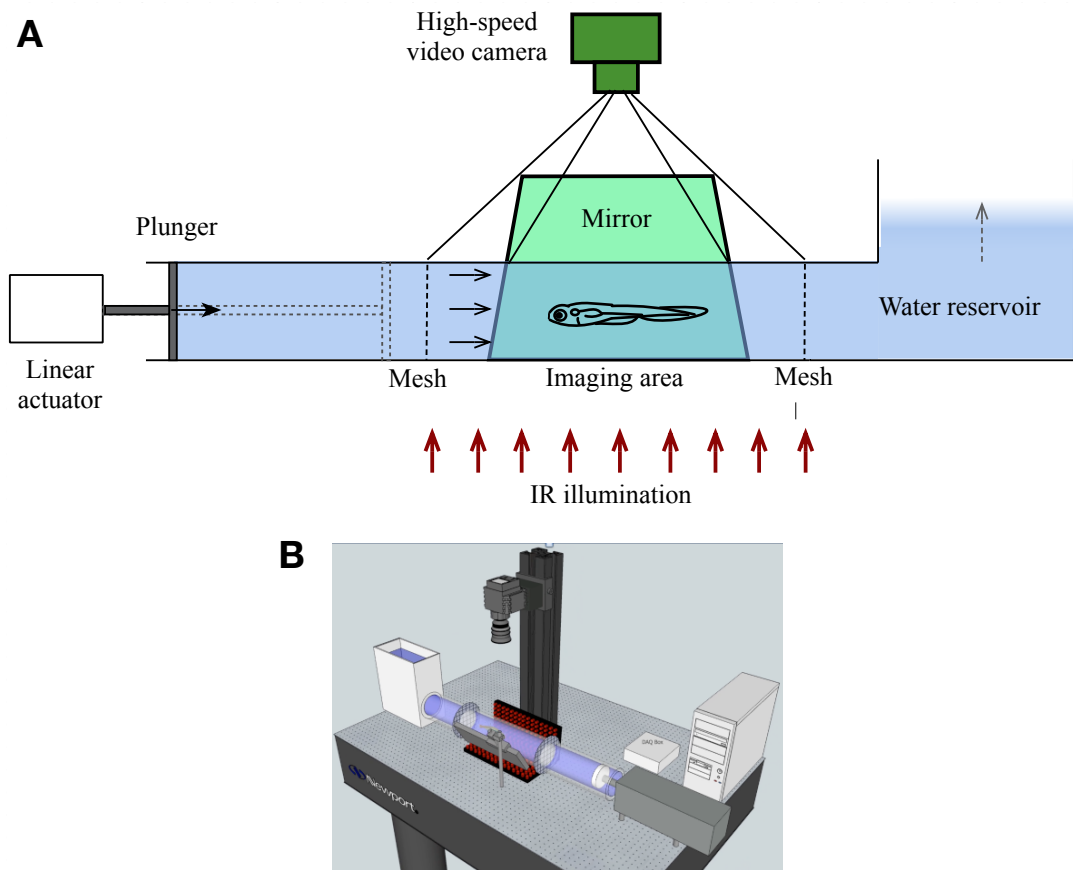 A
High-speed
video camera
Mirror
Plunger
Water reservoir
Linear
actuator
Mesh
Imaging area
Mesh
IR illumination
B
DAQ Box
Newport